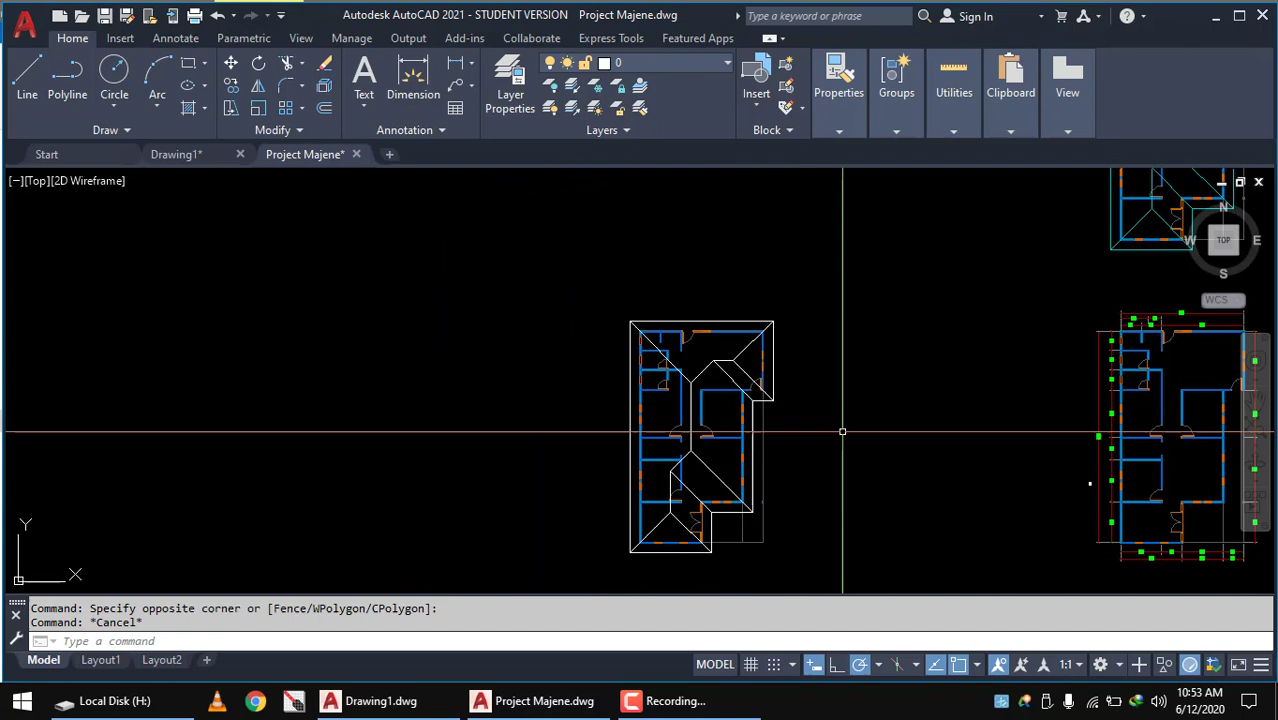 Autodesk AutoCAD 2021 - STUDENT VERSION Project Majene.dwg
Type a keyword or phrase
Sign In
Home Insert Annotate Parametric View Manage Output Add-ins Collaborate Express Tools Featured Apps
0
Line Polyline Circle Arc
Text Dimension
Layer Properties
Insert
Properties Groups Utilities Clipboard View
Draw Modify Annotation Layers Block
Start Drawing1* Project Majene*
[−][Top][2D Wireframe]
N
W TOP E
S
WCS
Y
X
Command: Specify opposite corner or [Fence/WPolygon/CPolygon]:
Command: *Cancel*
Type a command
Model Layout1 Layout2
MODEL 1:1
Local Disk (H:) Drawing1.dwg Project Majene.dwg Recording...
10:53 AM
6/12/2020